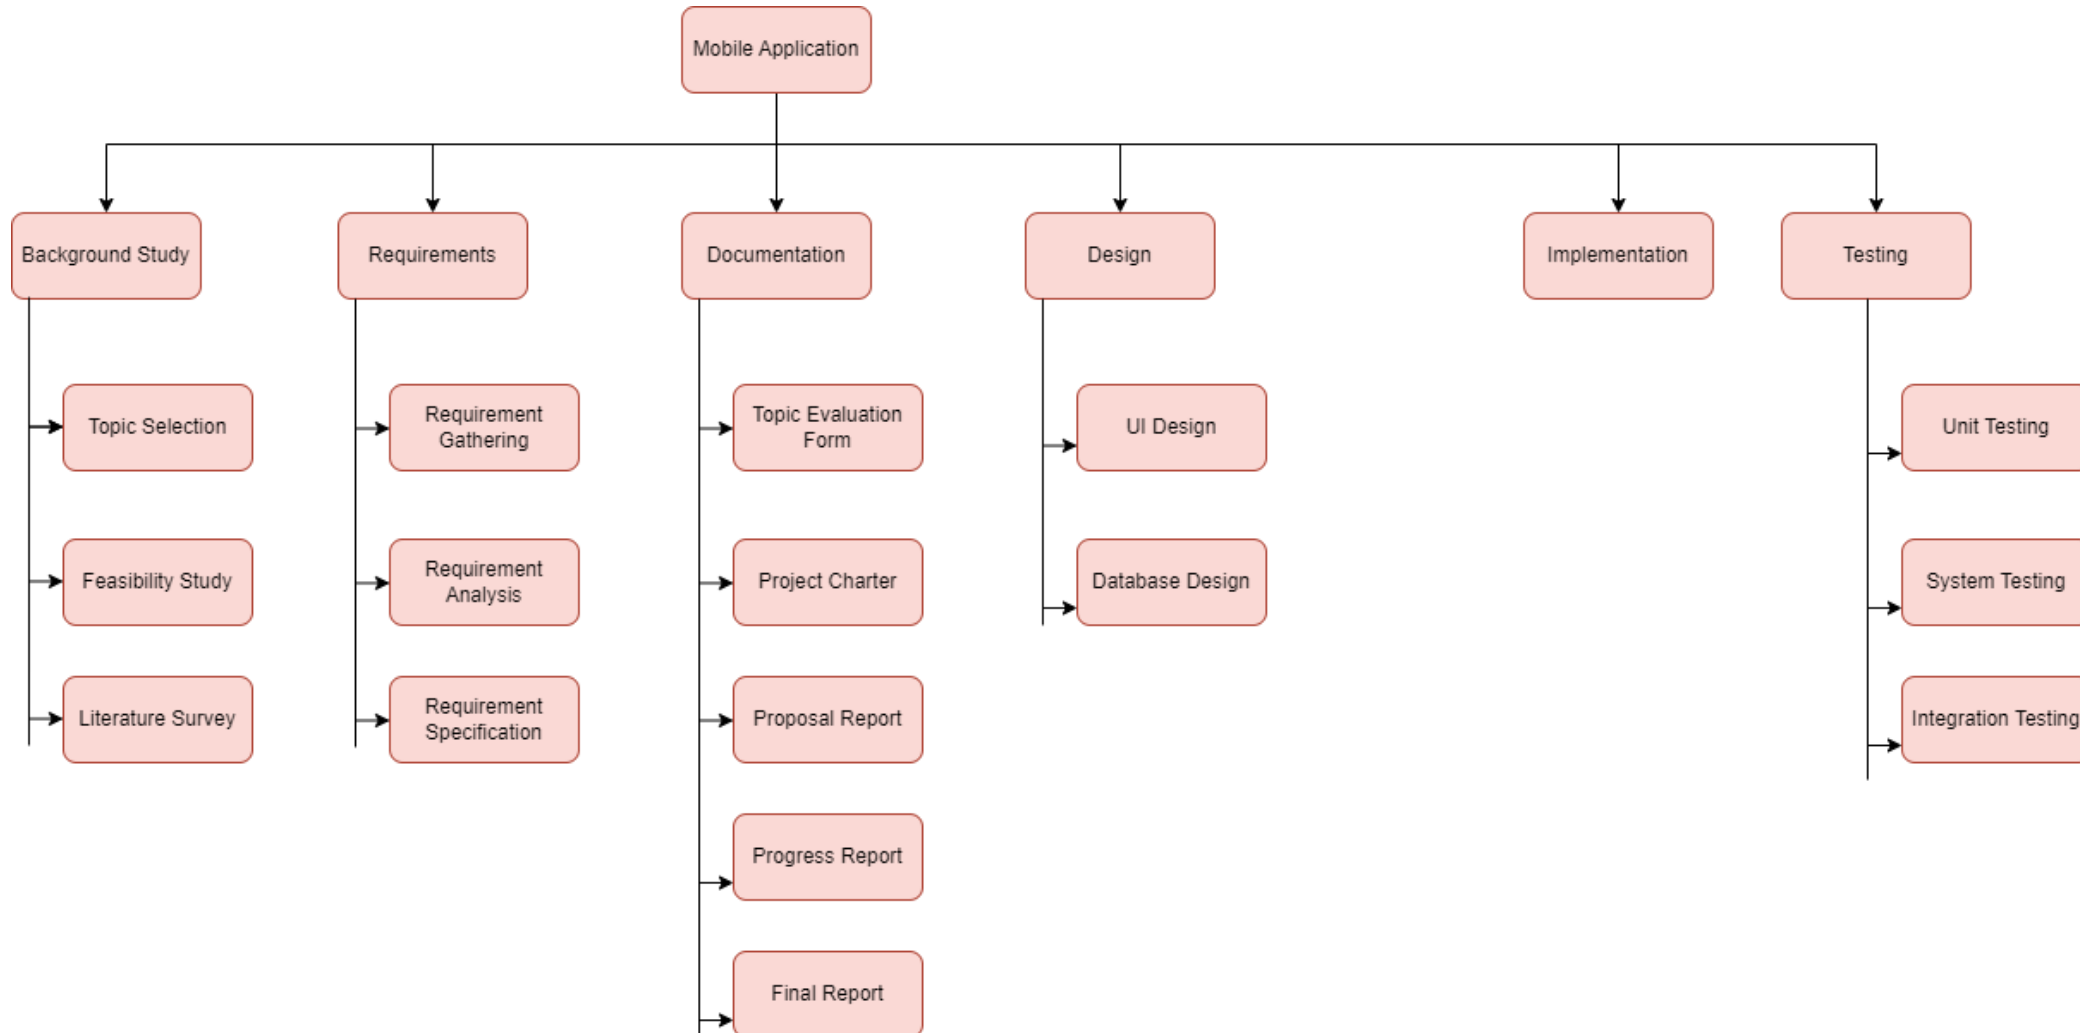 Mobile Application
Background Study
Requirements
Documentation
Design
Implementation
Testing
Topic Selection
Requirement
Gathering
Topic Evaluation
Form
UI Design
Unit Testing
Feasibility Study
Requirement
Analysis
Project Charter
Database Design
System Testing
Literature Survey
Requirement
Specification
Proposal Report
Integration Testing
Progress Report
Final Report